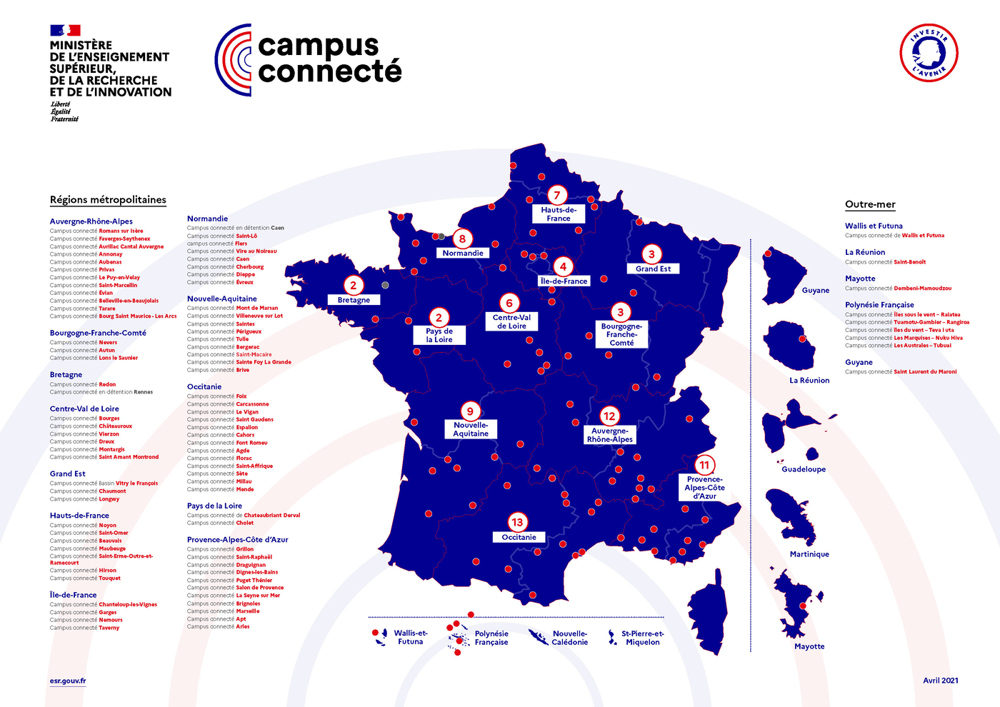 MINISTÈRE
DE L'ENSEIGNEMENT
SUPÉRIEUR,
DE LA RECHERCHE
ET DE L'INNOVATION
Liberté
Égalité
Fraternité
campus
connecté
INVESTIR
L'AVENIR
Régions métropolitaines
Auvergne-Rhône-Alpes
Campus connecté Romans sur Isère
Campus connecté Faverges-Seythenex
Campus connecté Aurillac Cantal Auvergne
Campus connecté Annonay
Campus connecté Aubenas
Campus connecté Privas
Campus connecté Le Puy-en-Velay
Campus connecté Saint-Marcellin
Campus connecté Évian
Campus connecté Belleville-en-Beaujolais
Campus connecté Tarare
Campus connecté Bourg Saint Maurice - Les Arcs
Bourgogne-Franche-Comté
Campus connecté Nevers
Campus connecté Autun
Campus connecté Lons le Saunier
Bretagne
Campus connecté Redon
Campus connecté en détention Rennes
Centre-Val de Loire
Campus connecté Bourges
Campus connecté Châteauroux
Campus connecté Vierzon
Campus connecté Dreux
Campus connecté Montargis
Campus connecté Saint Amant Montrond
Grand Est
Campus connecté Bassin Vitry le François
Campus connecté Chaumont
Campus connecté Longwy
Hauts-de-France
Campus connecté Noyon
Campus connecté Saint-Omer
Campus connecté Beauvais
Campus connecté Maubeuge
Campus connecté Saint-Erme-Outre-et-
Ramecourt
Campus connecté Hirson
Campus connecté Touquet
Île-de-France
Campus connecté Chanteloup-les-Vignes
Campus connecté Garges
Campus connecté Nemours
Campus connecté Taverny
Normandie
Campus connecté en détention Caen
Campus connecté Saint-Lô
campus connecté Flers
Campus connecté Vire au Noireau
Campus connecté Caen
Campus connecté Cherbourg
Campus connecté Dieppe
Campus connecté Évreux
Nouvelle-Aquitaine
Campus connecté Mont de Marsan
Campus connecté Villeneuve sur Lot
Campus connecté Saintes
Campus connecté Périgueux
Campus connecté Tulle
Campus connecté Bergerac
Campus connecté Saint-Macaire
Campus connecté Sainte Foy La Grande
Campus connecté Brive
Occitanie
Campus connecté Foix
Campus connecté Carcassonne
Campus connecté Le Vigan
Campus connecté Saint Gaudens
Campus connecté Espalion
Campus connecté Cahors
Campus connecté Font Romeu
Campus connecté Agde
Campus connecté Florac
Campus connecté Saint-Affrique
Campus connecté Sète
Campus connecté Millau
Campus connecté Mende
Pays de la Loire
Campus connecté de Chateaubriant Derval
Campus connecté Cholet
Provence-Alpes-Côte d'Azur
Campus connecté Grillon
Campus connecté Saint-Raphaël
Campus connecté Draguignan
Campus connecté Dignes-les-Bains
Campus connecté Puget Thénier
Campus connecté Salon de Provence
Campus connecté La Seyne sur Mer
Campus connecté Brignoles
Campus connecté Marseille
Campus connecté Apt
Campus connecté Arles
7
Hauts-de-
France
8
Normandie
3
Grand Est
4
Île-de-France
2
Bretagne
6
Centre-Val
de Loire
2
Pays de
la Loire
3
Bourgogne-
Franche-
Comté
9
Nouvelle-
Aquitaine
12
Auvergne-
Rhône-Alpes
11
Provence-
Alpes-Côte
d'Azur
13
Occitanie
Wallis-et-
Futuna
Polynésie
Française
Nouvelle-
Calédonie
St-Pierre-et-
Miquelon
Guyane
La Réunion
Guadeloupe
Martinique
Mayotte
Outre-mer
Wallis et Futuna
Campus connecté de Wallis et Futuna
La Réunion
Campus connecté Saint-Benoît
Mayotte
Campus connecté Dembeni-Mamoudzou
Polynésie Française
Campus connecté Îles sous le vent – Raiatea
Campus connecté Tuamotu-Gambier – Rangiroa
Campus connecté Îles du vent – Teva i uta
Campus connecté Les Marquises – Nuku Hiva
Campus connecté Les Australes – Tubuai
Guyane
Campus connecté Saint Laurent du Maroni
esr.gouv.fr
Avril 2021